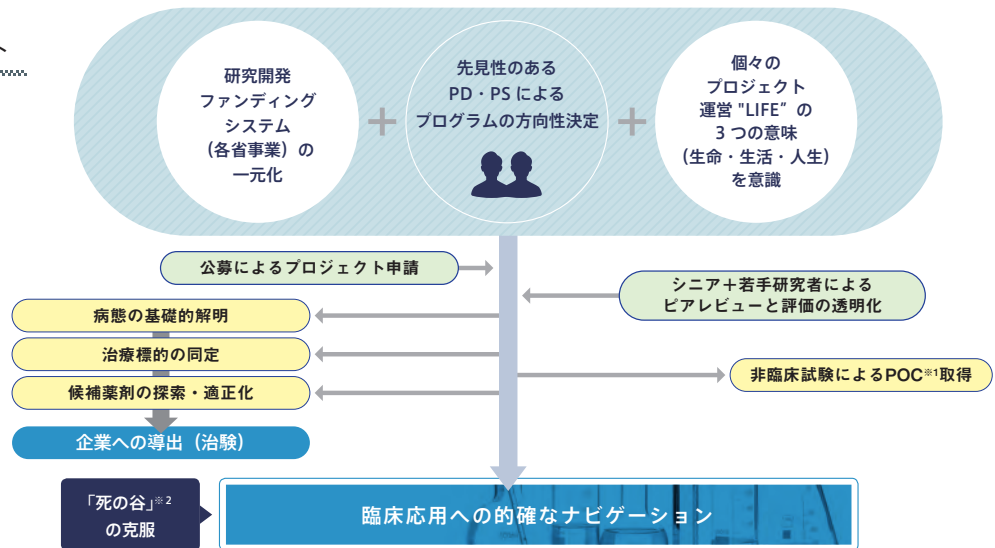 研究開発
ファンディング
システム
（各省事業）の
一元化
+
先見性のある
PD・PS による
プログラムの方向性決定
+
個々の
プロジェクト
運営 "LIFE" の
3 つの意味
（生命・生活・人生）
を意識
公募によるプロジェクト申請
シニア＋若手研究者による
ピアレビューと評価の透明化
病態の基礎的解明
治療標的の同定
候補薬剤の探索・適正化
企業への導出（治験）
非臨床試験によるPOC※1取得
「死の谷」※2
の克服
臨床応用への的確なナビゲーション